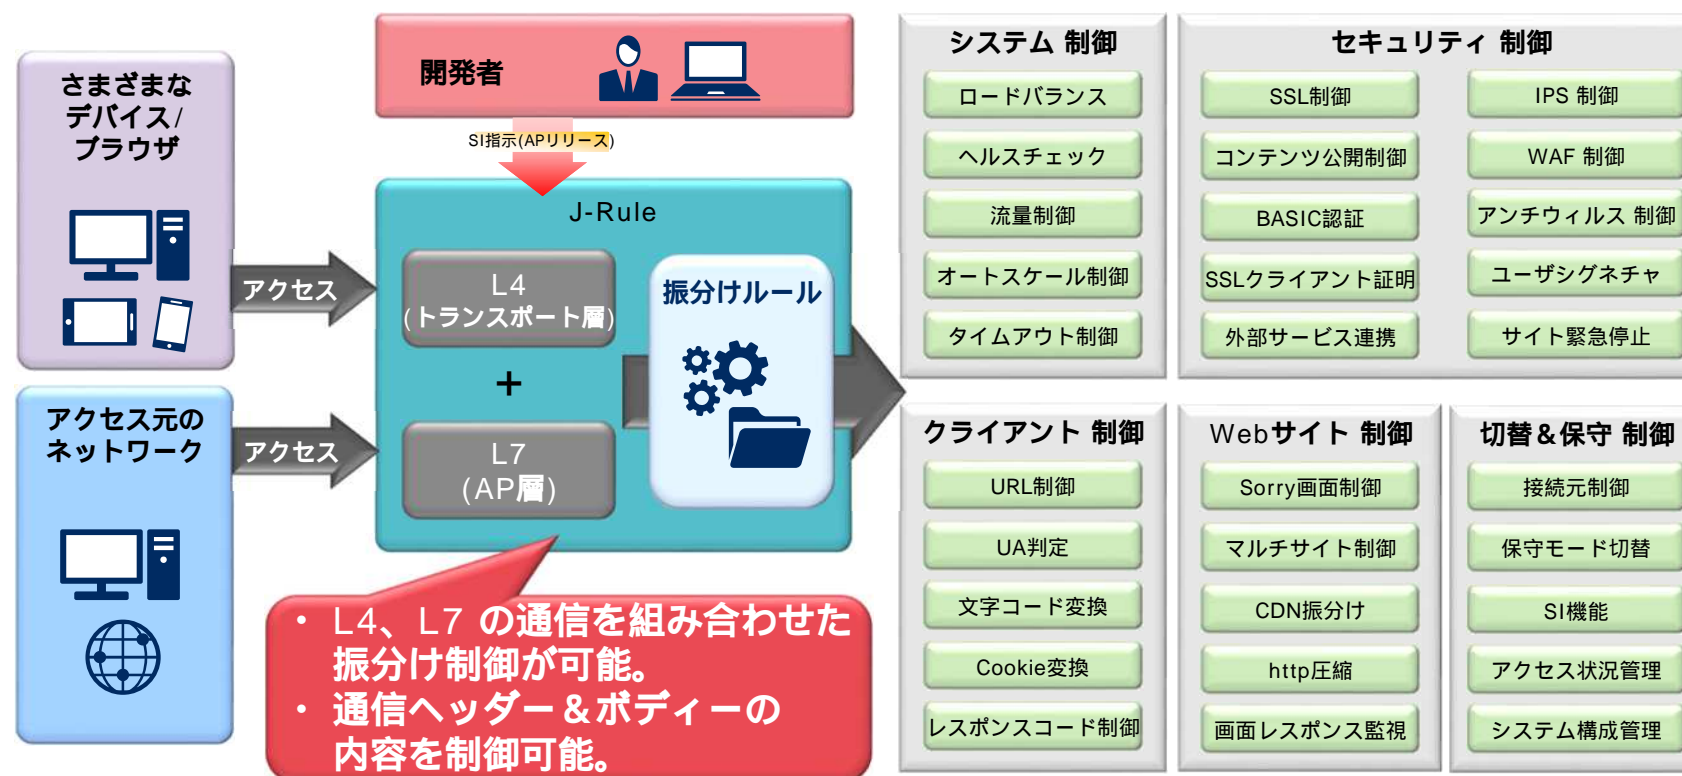 さまざまな
デバイス/
ブラウザ
アクセス元の
ネットワーク
アクセス
アクセス
開発者
SI指示(APリリース)
J-Rule
L4
(トランスポート層)
+
L7
(AP層)
振分けルール
・ L4、L7 の通信を組み合わせた
振分け制御が可能。
・ 通信ヘッダー＆ボディーの
内容を制御可能。
システム 制御
ロードバランス
ヘルスチェック
流量制御
オートスケール制御
タイムアウト制御
セキュリティ 制御
SSL制御
コンテンツ公開制御
BASIC認証
SSLクライアント証明
外部サービス連携
IPS 制御
WAF 制御
アンチウィルス 制御
ユーザシグネチャ
サイト緊急停止
クライアント 制御
URL制御
UA判定
文字コード変換
Cookie変換
レスポンスコード制御
Webサイト 制御
Sorry画面制御
マルチサイト制御
CDN振分け
http圧縮
画面レスポンス監視
切替＆保守 制御
接続元制御
保守モード切替
SI機能
アクセス状況管理
システム構成管理